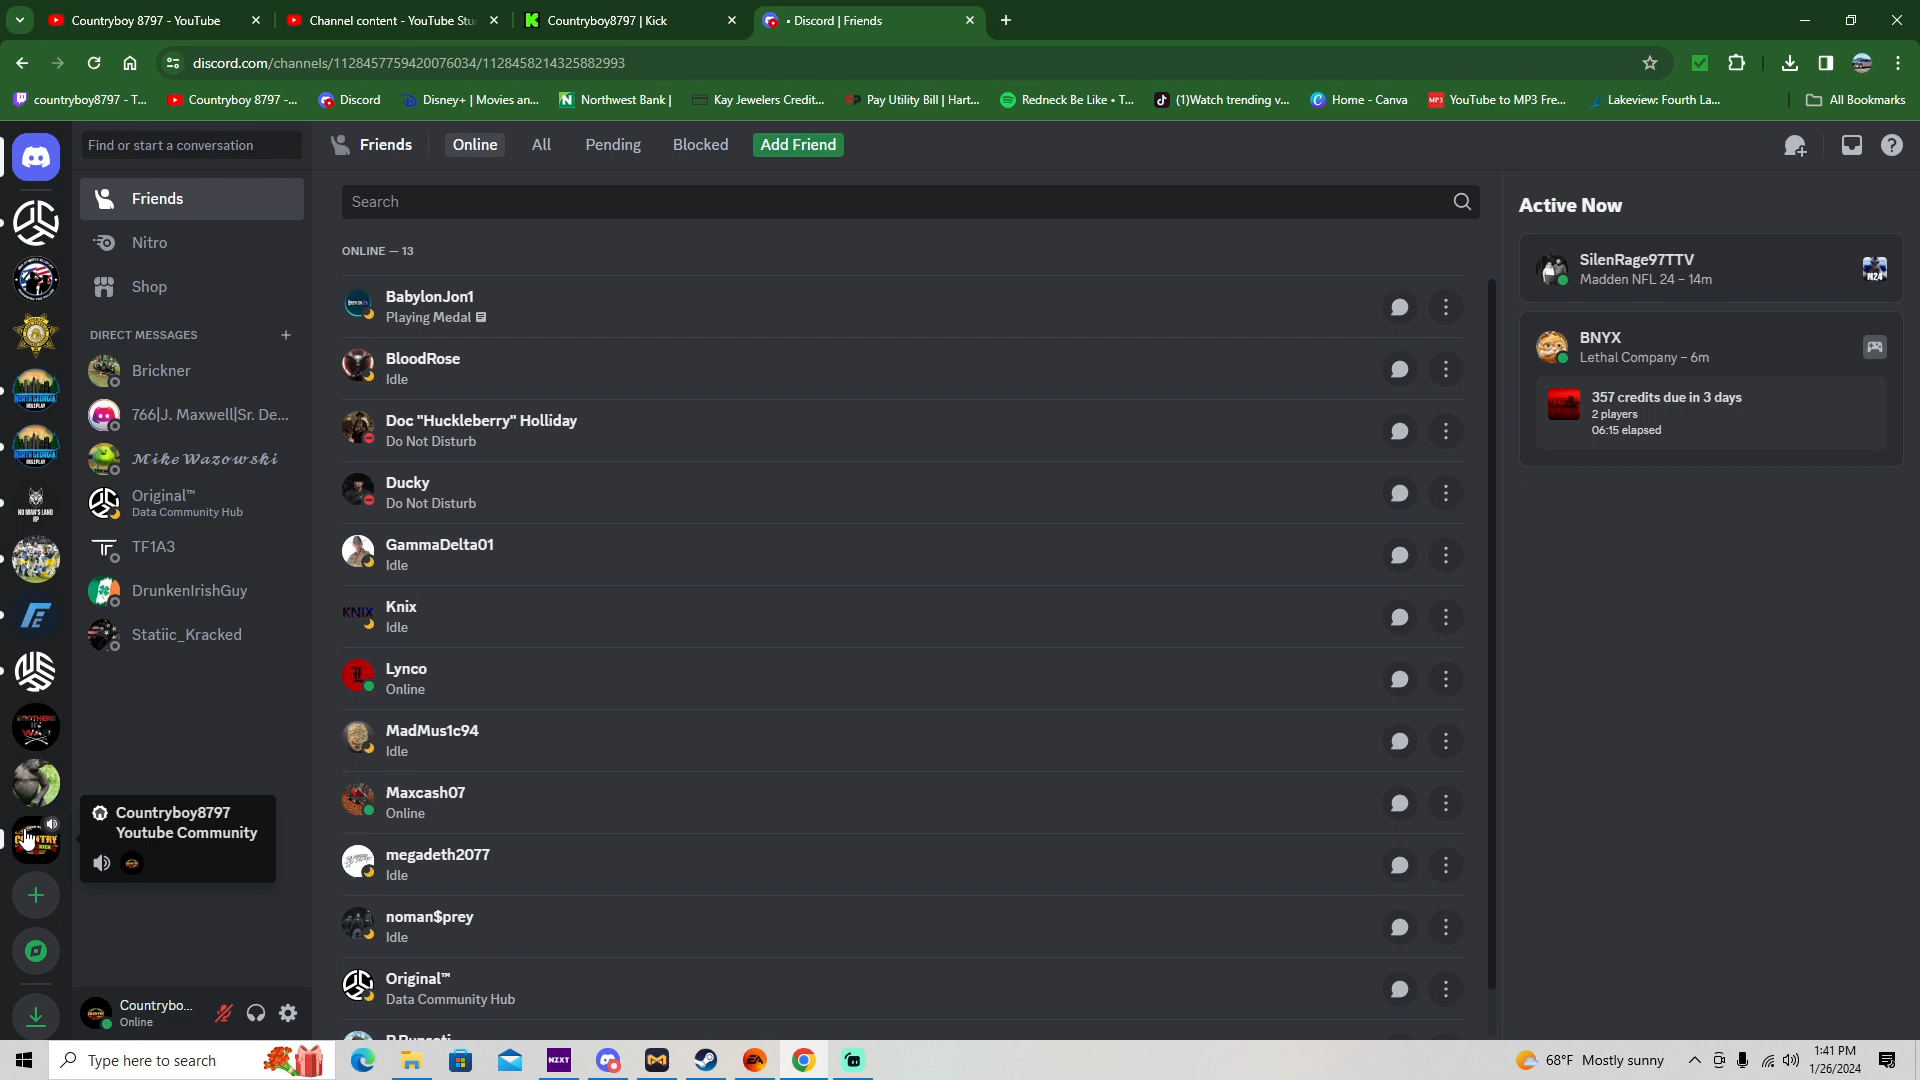 Countryboy 8797 - YouTube
Channel content - YouTube Stu
Countryboy8797 | Kick
• Discord | Friends
discord.com/channels/1128457759420076034/1128458214325882993
countryboy8797 - T...
Countryboy 8797 -...
Discord
Disney+ | Movies an...
Northwest Bank |
Kay Jewelers Credit...
Pay Utility Bill | Hart...
Redneck Be Like • T...
(1)Watch trending v...
Home - Canva
YouTube to MP3 Fre...
Lakeview: Fourth La...
All Bookmarks
Find or start a conversation
Friends
Online
All
Pending
Blocked
Add Friend
Friends
Nitro
Shop
DIRECT MESSAGES
Brickner
766|J. Maxwell|Sr. De...
𝓜𝓲𝓴𝓮 𝓦𝓪𝔃𝓸𝔀𝓼𝓴𝓲
Original™
Data Community Hub
TF1A3
DrunkenIrishGuy
Statiic_Kracked
Countryboy8797
Youtube Community
Countrybo...
Online
Search
ONLINE — 13
BabylonJon1
Playing Medal
BloodRose
Idle
Doc "Huckleberry" Holliday
Do Not Disturb
Ducky
Do Not Disturb
GammaDelta01
Idle
Knix
Idle
Lynco
Online
MadMus1c94
Idle
Maxcash07
Online
megadeth2077
Idle
noman$prey
Idle
Original™
Data Community Hub
Active Now
SilenRage97TTV
Madden NFL 24 – 14m
BNYX
Lethal Company – 6m
357 credits due in 3 days
2 players
06:15 elapsed
Type here to search
NZXT
68°F Mostly sunny
1:41 PM
1/26/2024